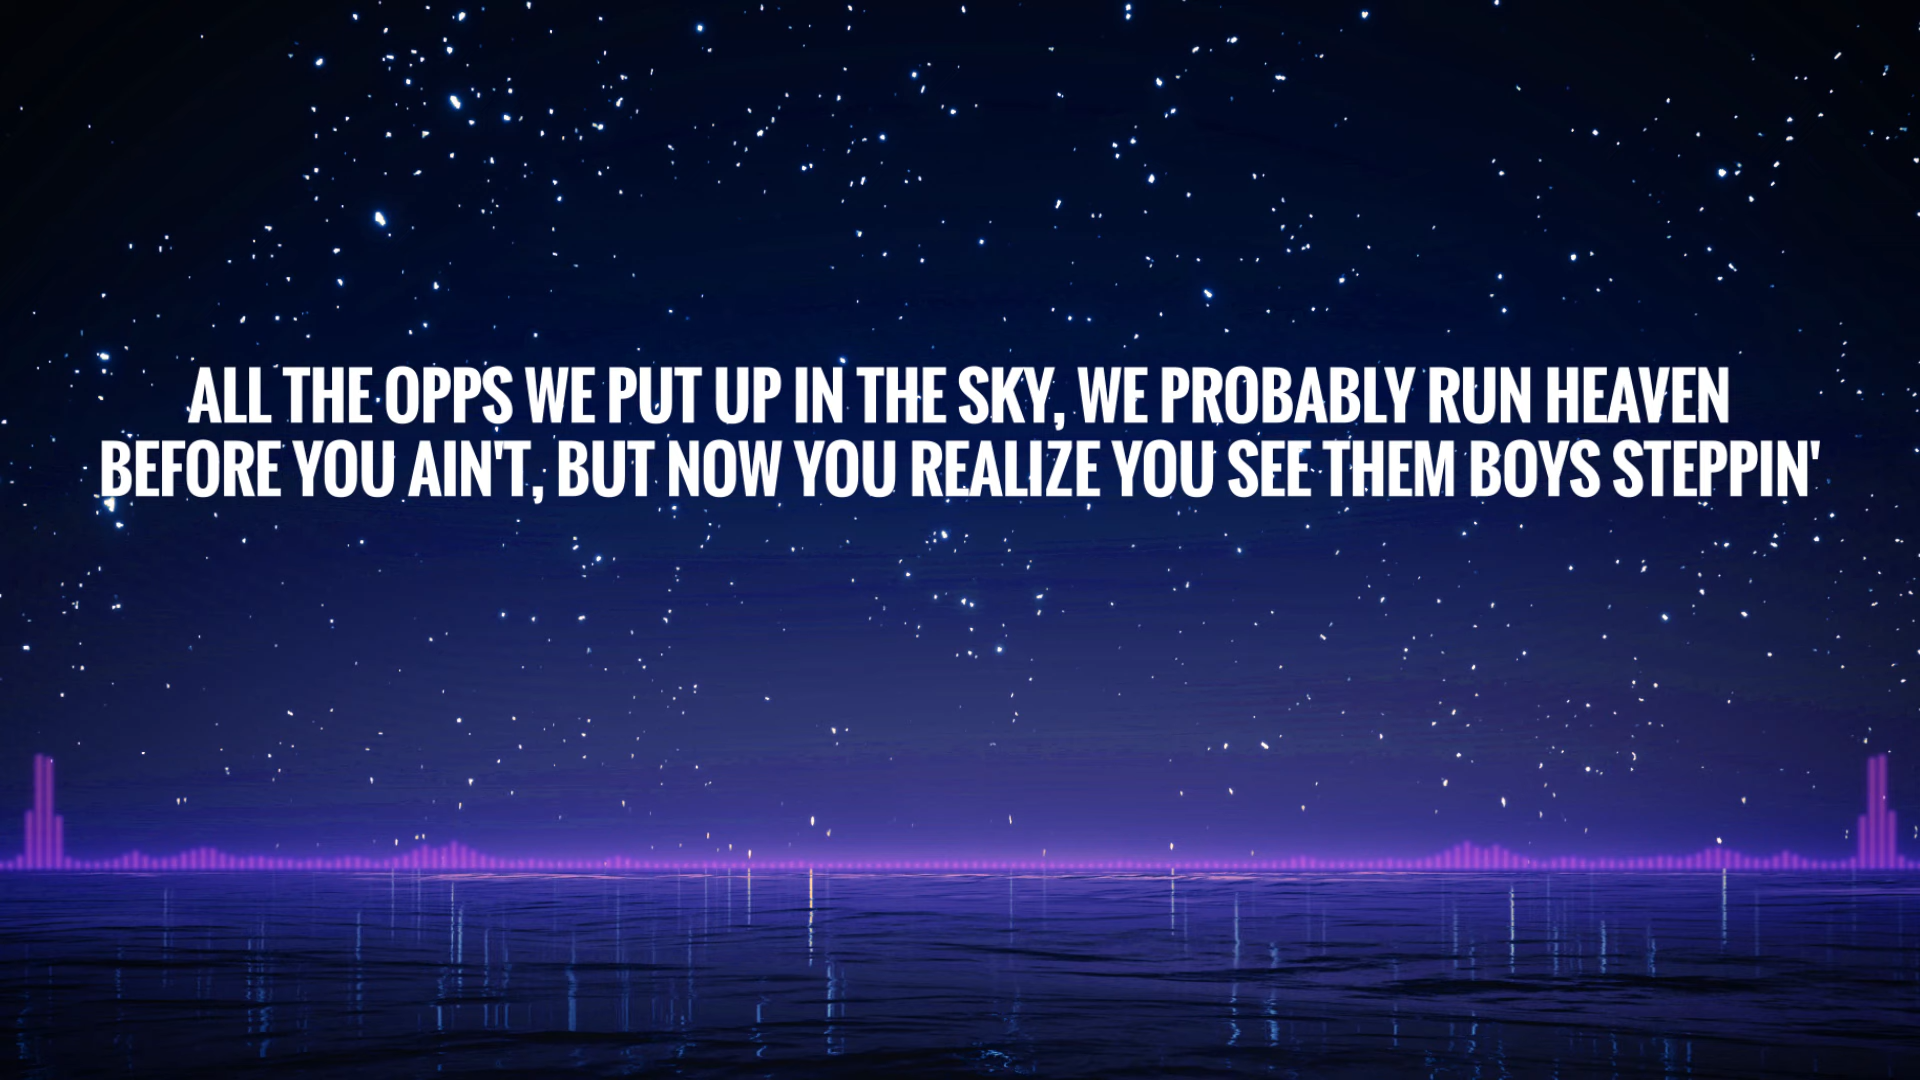 ALL THE OPPS WE PUT UP IN THE SKY, WE PROBABLY RUN HEAVEN
BEFORE YOU AIN'T, BUT NOW YOU REALIZE YOU SEE THEM BOYS STEPPIN'